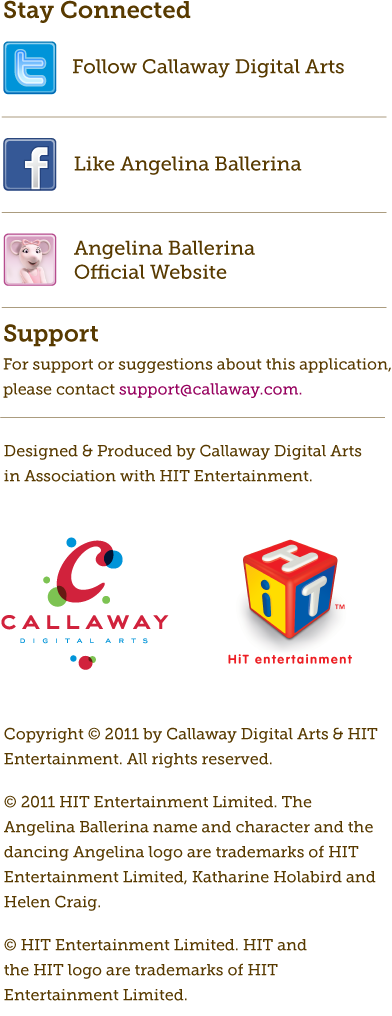 Stay Connected
Follow Callaway Digital Arts
Like Angelina Ballerina
Angelina Ballerina
Official Website
Support
For support or suggestions about this application,
please contact support@callaway.com.
Designed & Produced by Callaway Digital Arts
in Association with HIT Entertainment.
C
CALLAWAY
DIGITAL ARTS
HiT
TM
HiT entertainment
Copyright © 2011 by Callaway Digital Arts & HIT
Entertainment. All rights reserved.
© 2011 HIT Entertainment Limited. The
Angelina Ballerina name and character and the
dancing Angelina logo are trademarks of HIT
Entertainment Limited, Katharine Holabird and
Helen Craig.
© HIT Entertainment Limited. HIT and
the HIT logo are trademarks of HIT
Entertainment Limited.